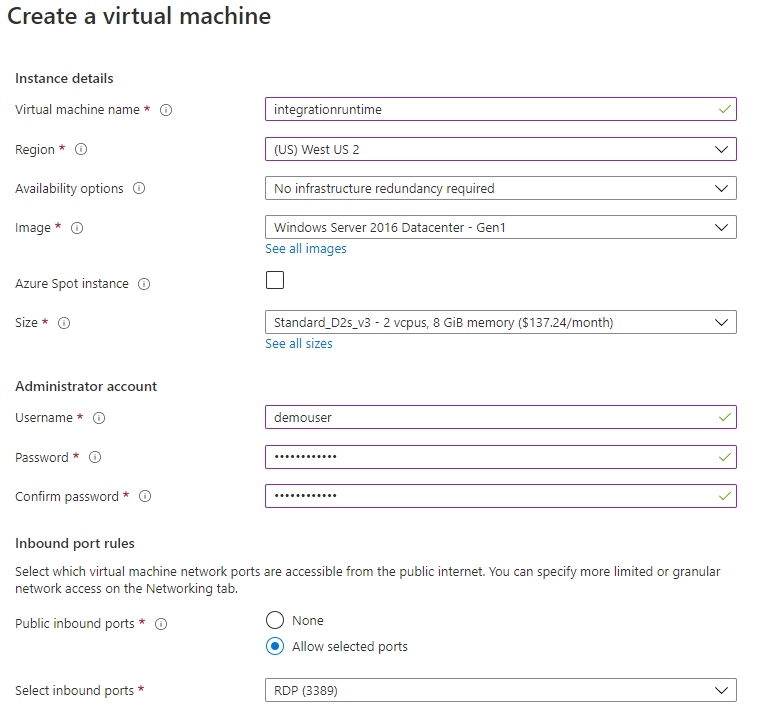 Create a virtual machine
Instance details
Virtual machine name *
integrationruntime
Region *
(US) West US 2
Availability options
No infrastructure redundancy required
Image *
Windows Server 2016 Datacenter - Gen1
See all images
Azure Spot instance
Size *
Standard_D2s_v3 - 2 vcpus, 8 GiB memory ($137.24/month)
See all sizes
Administrator account
Username *
demouser
Password *
••••••••••••
Confirm password *
••••••••••••
Inbound port rules
Select which virtual machine network ports are accessible from the public internet. You can specify more limited or granular
network access on the Networking tab.
Public inbound ports *
None
Allow selected ports
Select inbound ports *
RDP (3389)